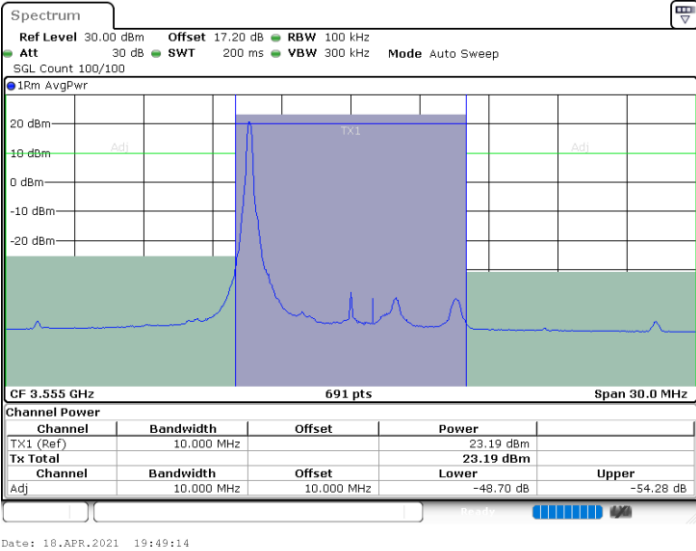 Spectrum
Ref Level 30.00 dBm Offset 17.20 dB RBW 100 kHz
Att 30 dB SWT 200 ms VBW 300 kHz Mode Auto Sweep
SGL Count 100/100
1Rm AvgPwr
20 dBm
TX1
10 dBm Adj Adj
0 dBm
-10 dBm
-20 dBm
CF 3.555 GHz 691 pts Span 30.0 MHz
Channel Power
Channel Bandwidth Offset Power
TX1 (Ref) 10.000 MHz 23.19 dBm
Tx Total 23.19 dBm
Channel Bandwidth Offset Lower Upper
Adj 10.000 MHz 10.000 MHz -48.70 dB -54.28 dB
Ready
Date: 18.APR.2021 19:49:14